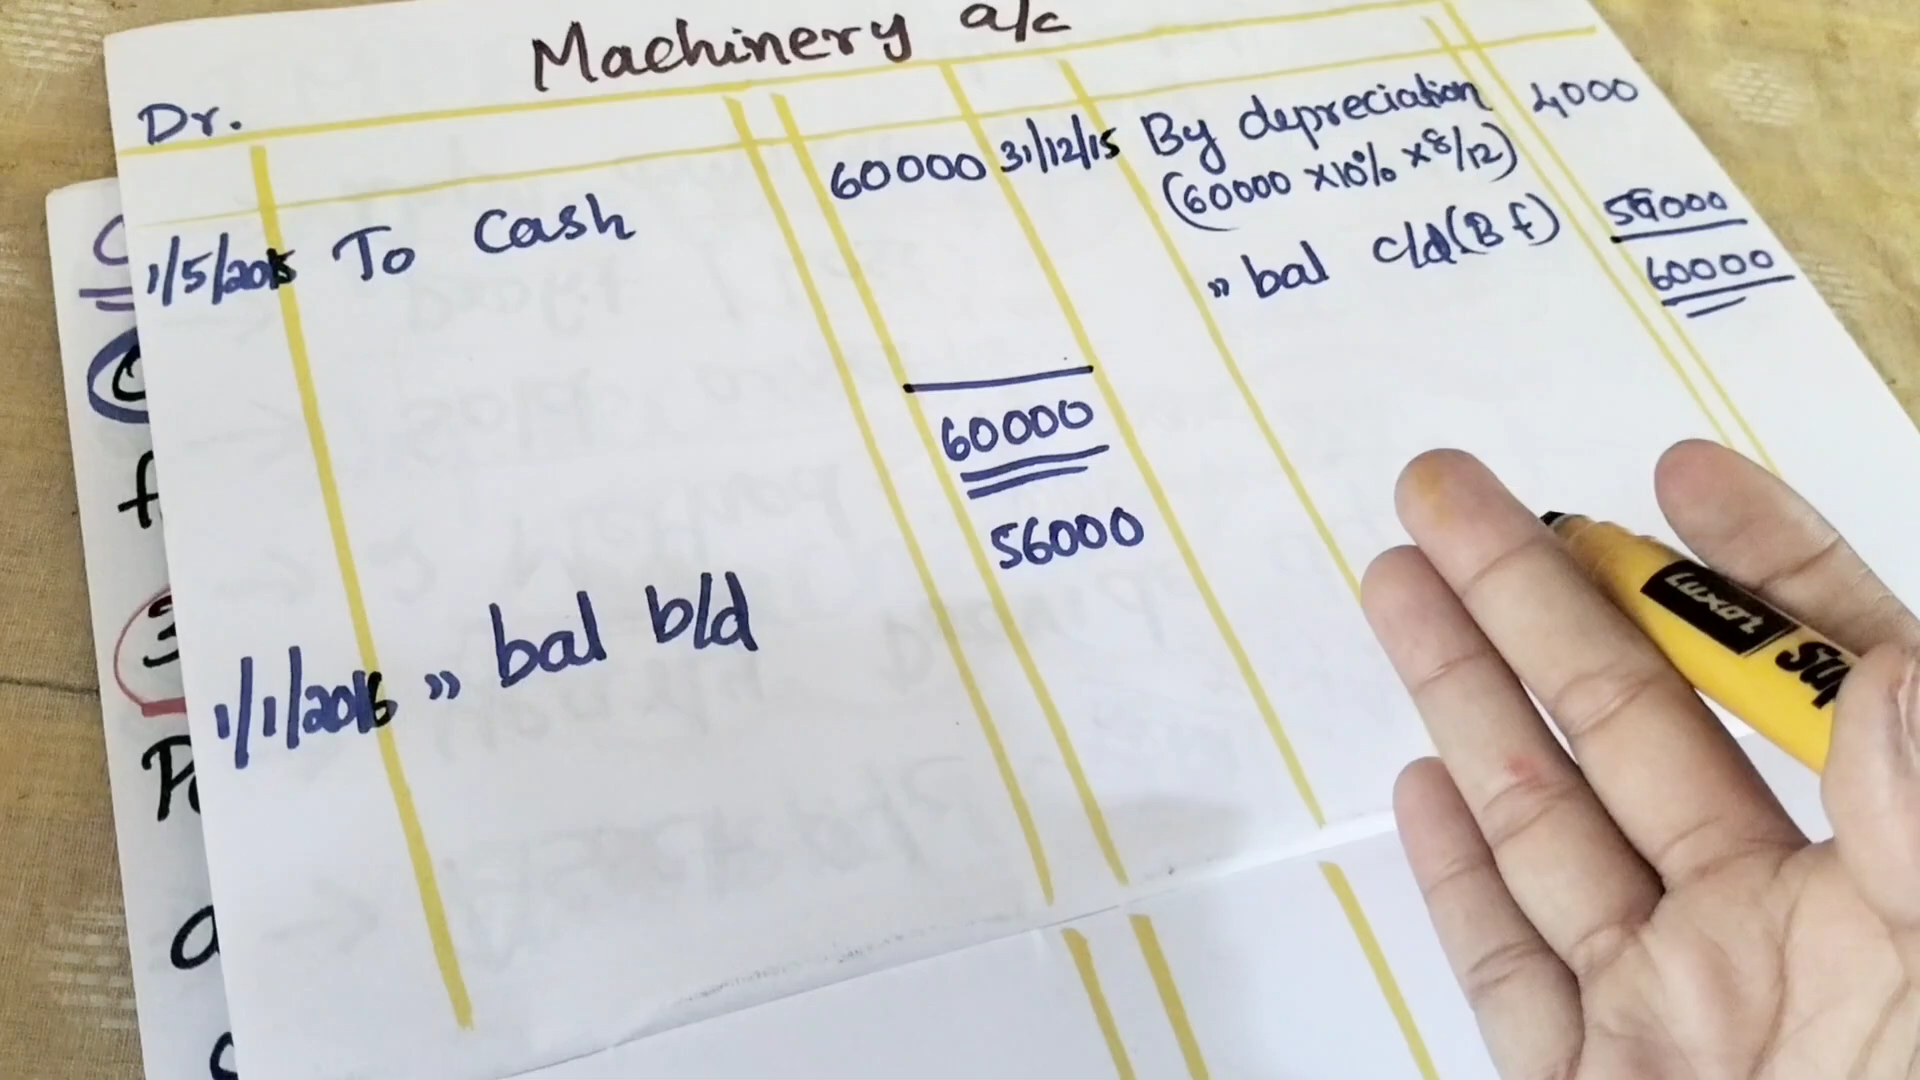 Machinery a/c
Dr.
1/5/2015 To Cash 60000 31/12/15 By depreciation 4000
(60000 x10% x8/12)
" bal c/d (B f) 56000
60000
60000
1/1/2016 " bal b/d 56000
Luxor